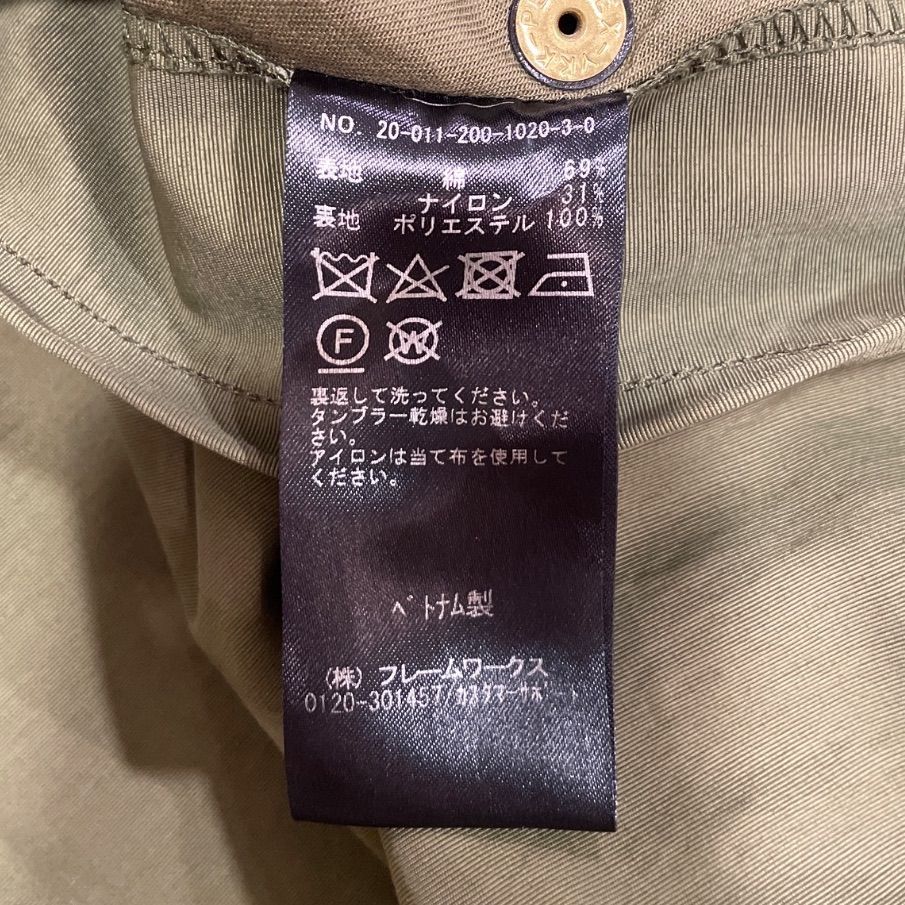 NO. 20-011-200-1020-3-0
表地 綿 69%
ナイロン 31%
裏地 ポリエステル 100%
F
W
裏返して洗ってください。
タンブラー乾燥はお避けくだ
さい。
アイロンは当て布を使用して
ください。
ベトナム製
(株) フレームワークス
0120-301457/カスタマーサポート